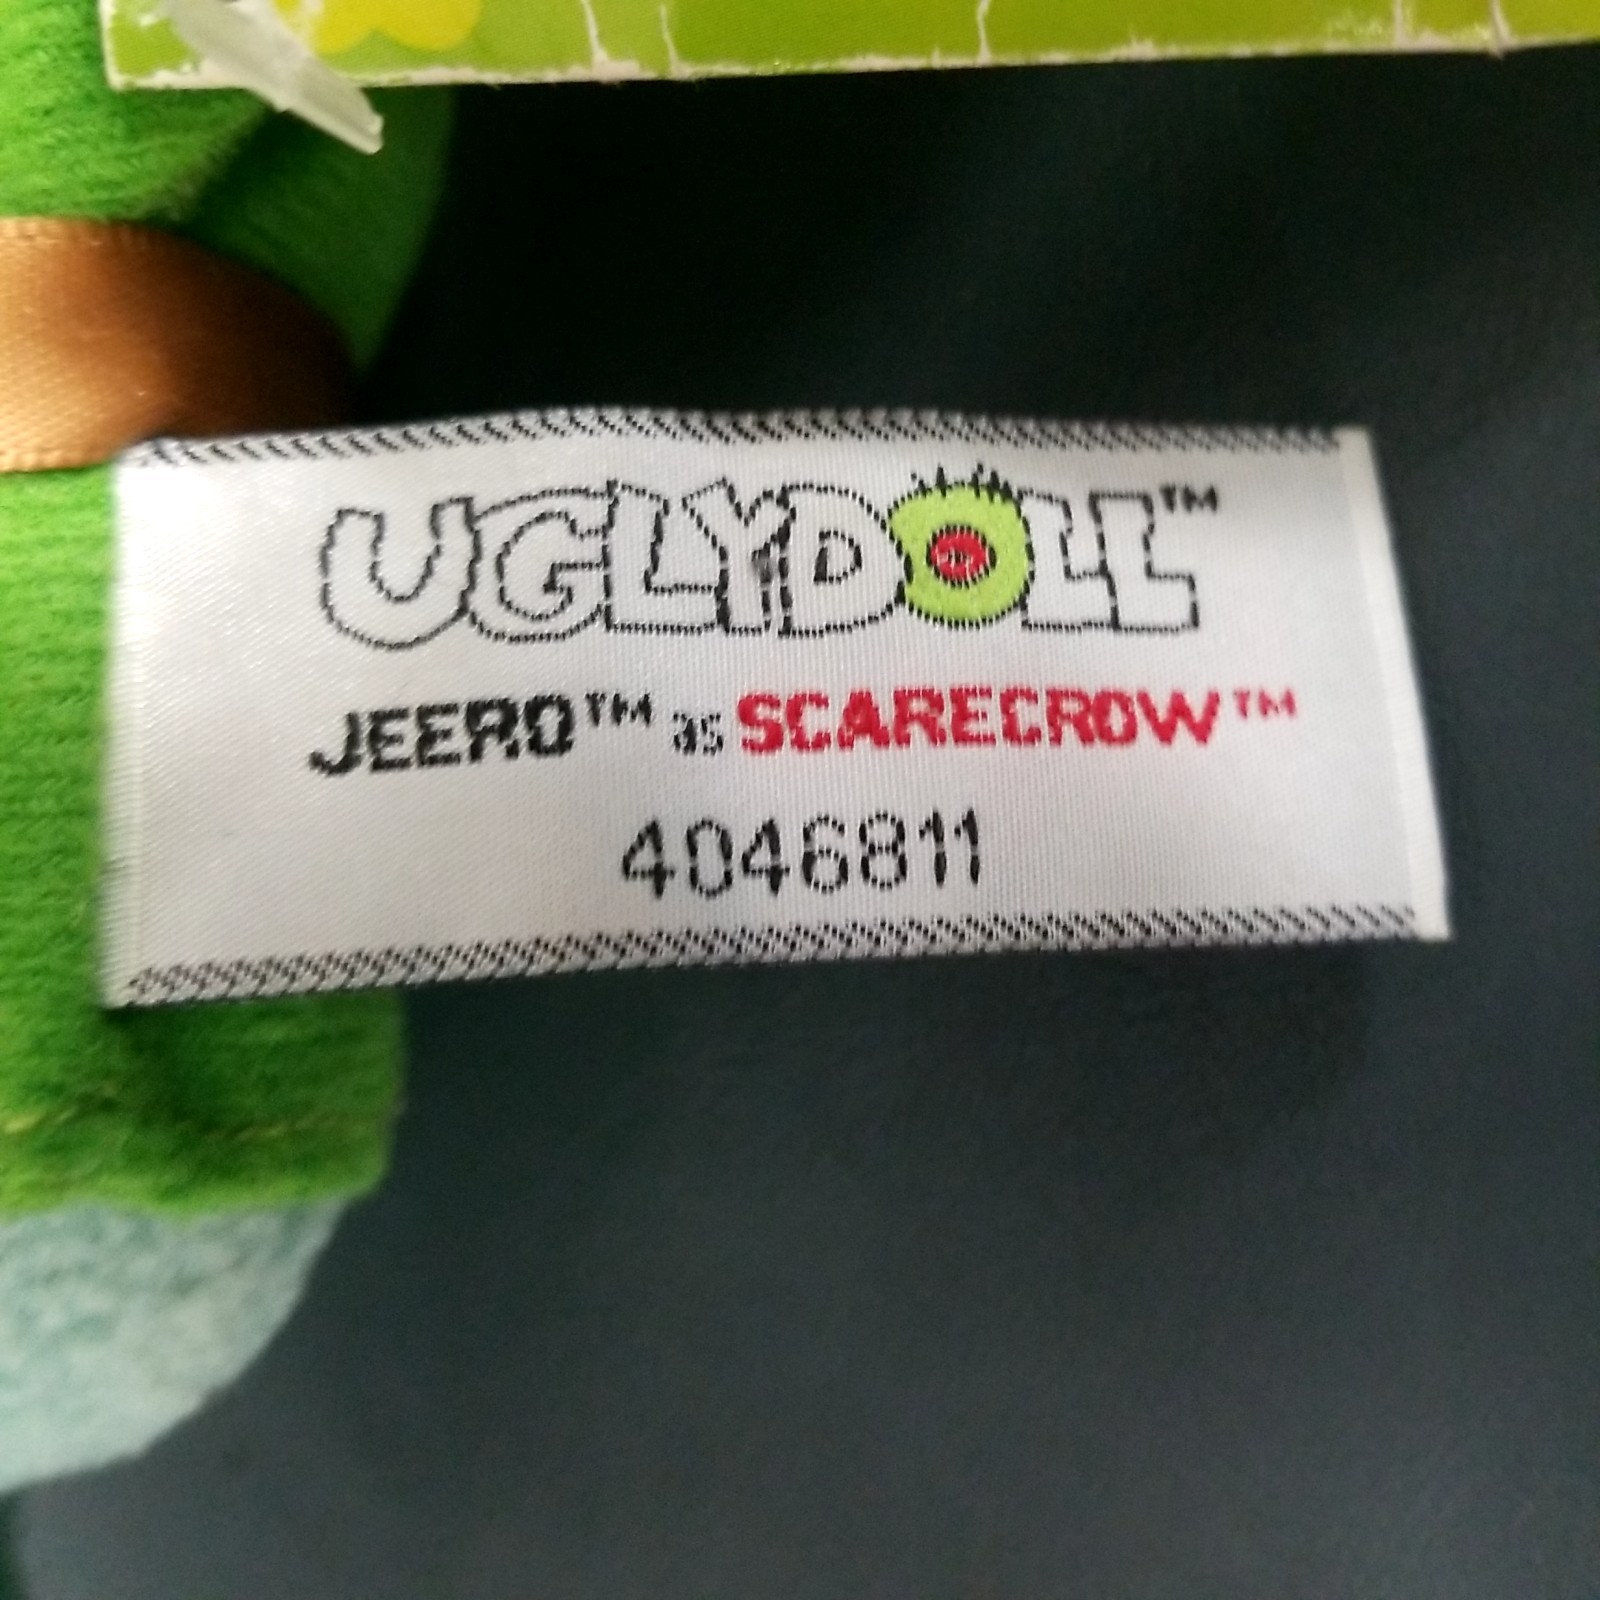 UGLYDOLL™
JEERO™ as SCARECROW™
4046811